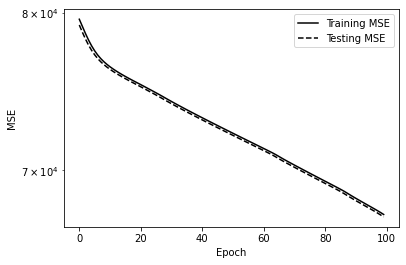 8 × 10⁴
Training MSE
Testing MSE
MSE
7 × 10⁴
0 20 40 60 80 100
Epoch